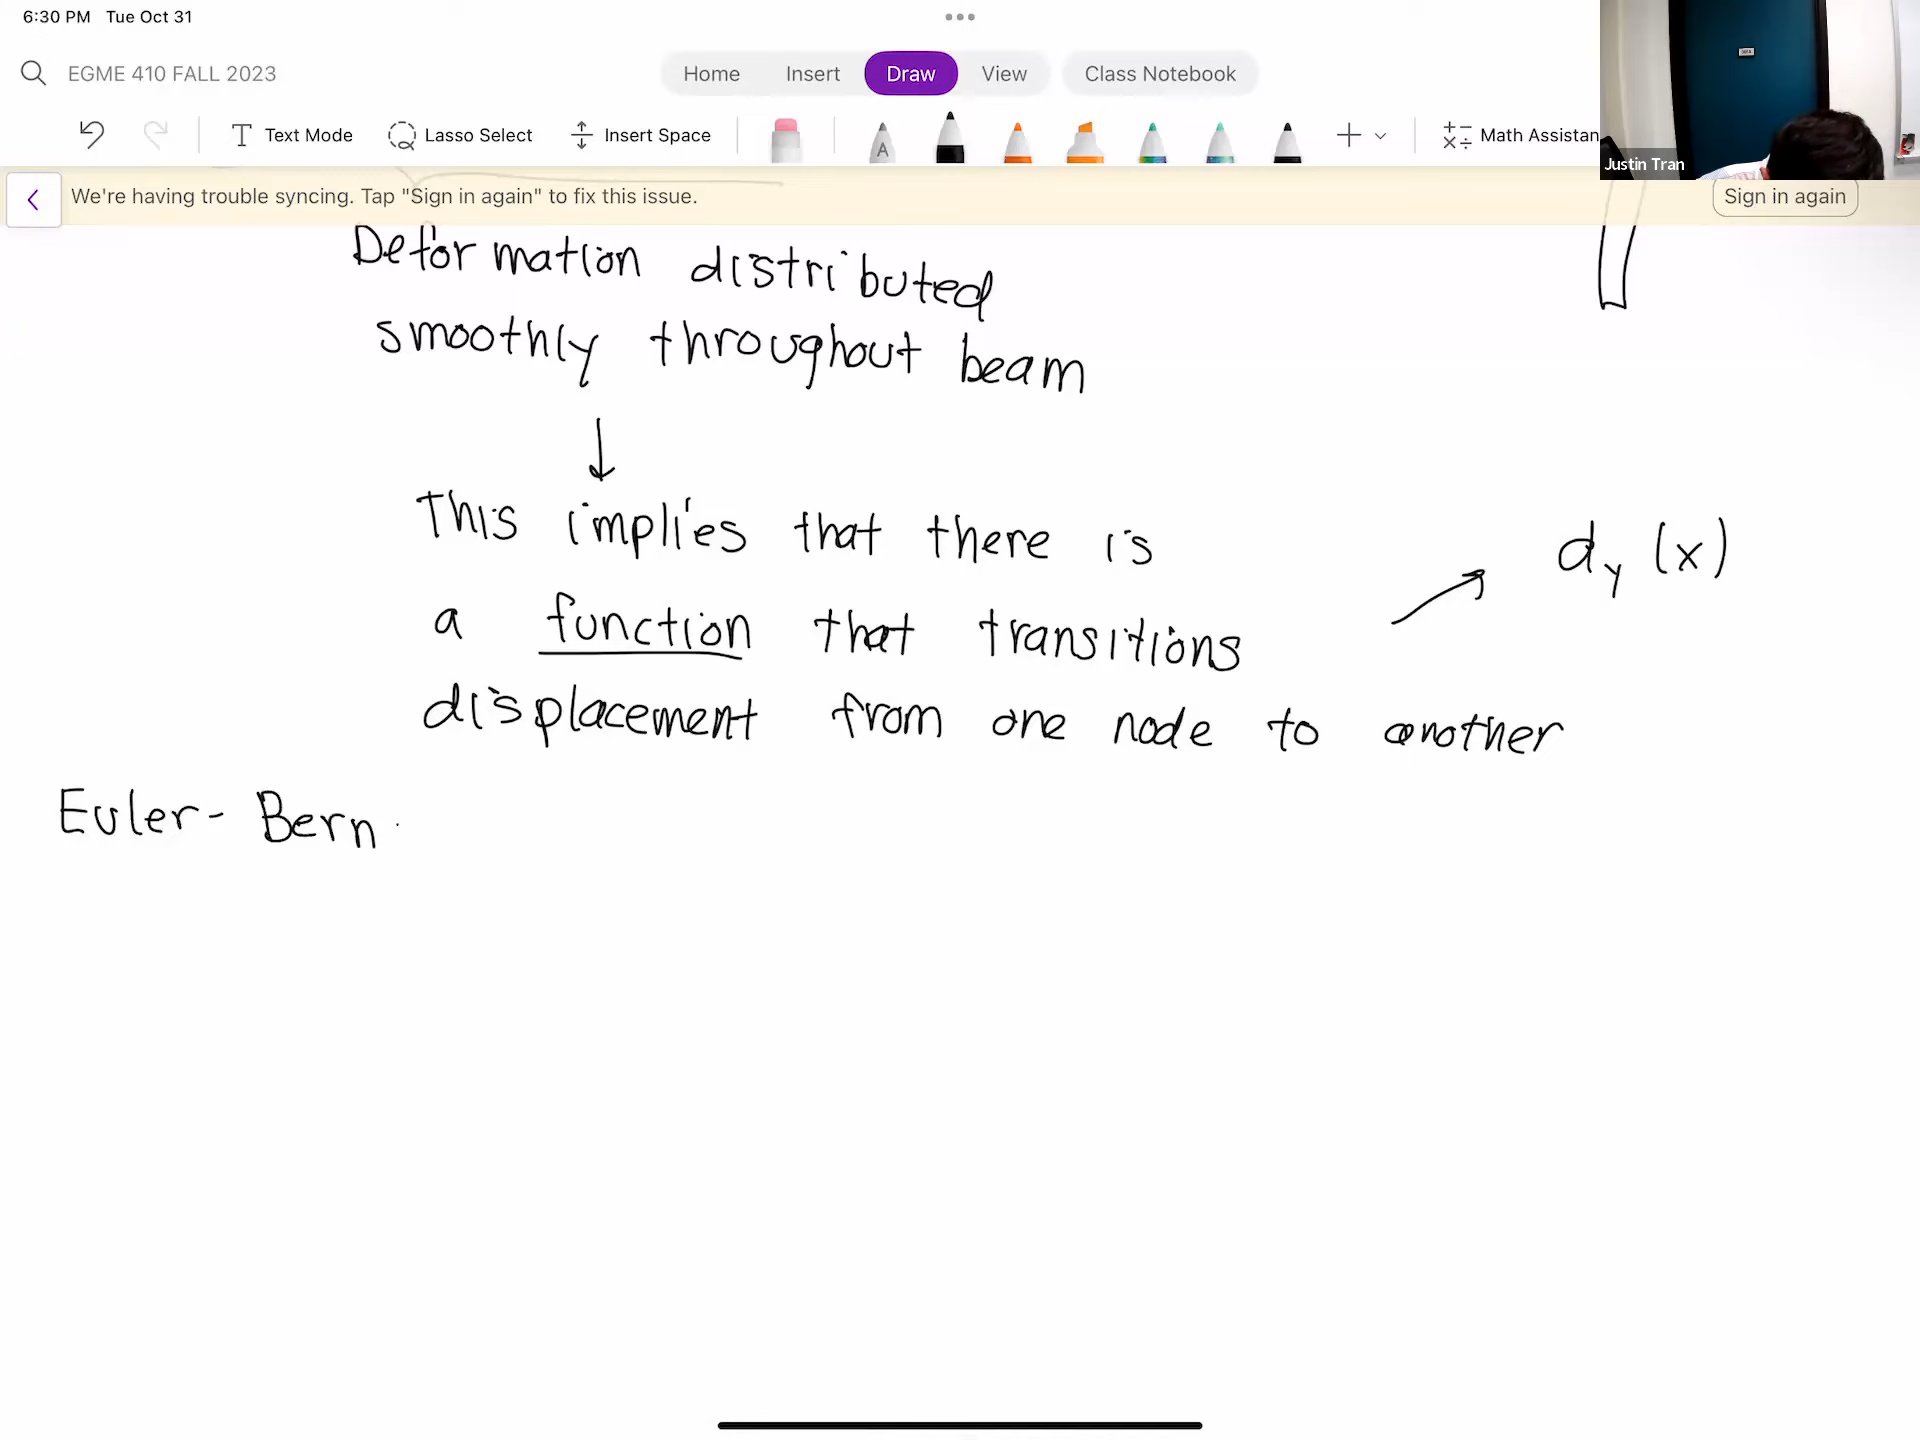 6:30 PM Tue Oct 31
EGME 410 FALL 2023
Home Insert Draw View Class Notebook
Text Mode Lasso Select Insert Space A Math Assistan
Justin Tran
We're having trouble syncing. Tap "Sign in again" to fix this issue. Sign in again
Deformation distributed
smoothly throughout beam
This implies that there is
dy (x)
a function that transitions
displacement from one node to another
Euler- Bern